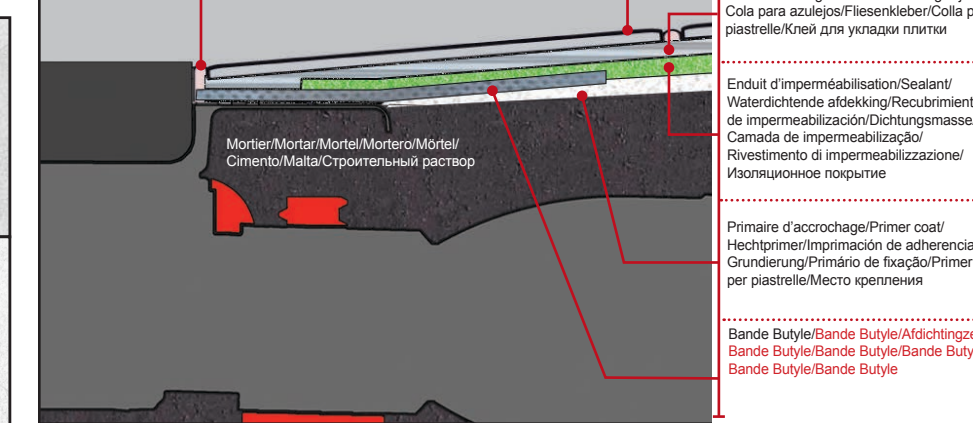 Cola para azulejos/Fliesenkleber/Colla p
piastrelle/Клей для укладки плитки
Enduit d'imperméabilisation/Sealant/
Waterdichtende afdekking/Recubrimient
de impermeabilización/Dichtungsmasse/
Camada de impermeabilização/
Rivestimento di impermeabilizzazione/
Изоляционное покрытие
Mortier/Mortar/Mortel/Mortero/Mörtel/
Cimento/Malta/Строительный раствор
Primaire d'accrochage/Primer coat/
Hechtprimer/Imprimación de adherencia
Grundierung/Primário de fixação/Primer
per piastrelle/Место крепления
Bande Butyle/Bande Butyle/Afdichtingze
Bande Butyle/Bande Butyle/Bande Buty
Bande Butyle/Bande Butyle